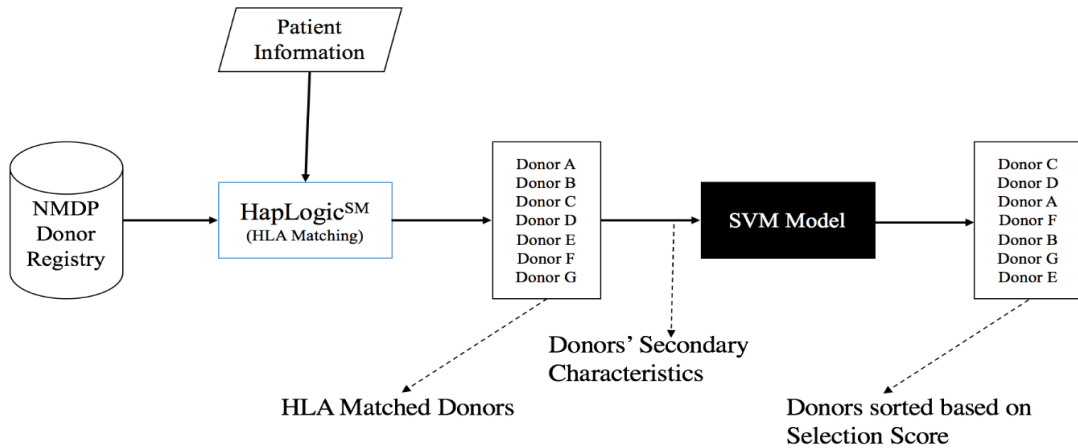 Patient
Information
NMDP
Donor
Registry
HapLogic℠
(HLA Matching)
Donor A
Donor B
Donor C
Donor D
Donor E
Donor F
Donor G
SVM Model
Donor C
Donor D
Donor A
Donor F
Donor B
Donor G
Donor E
Donors' Secondary
Characteristics
HLA Matched Donors
Donors sorted based on
Selection Score